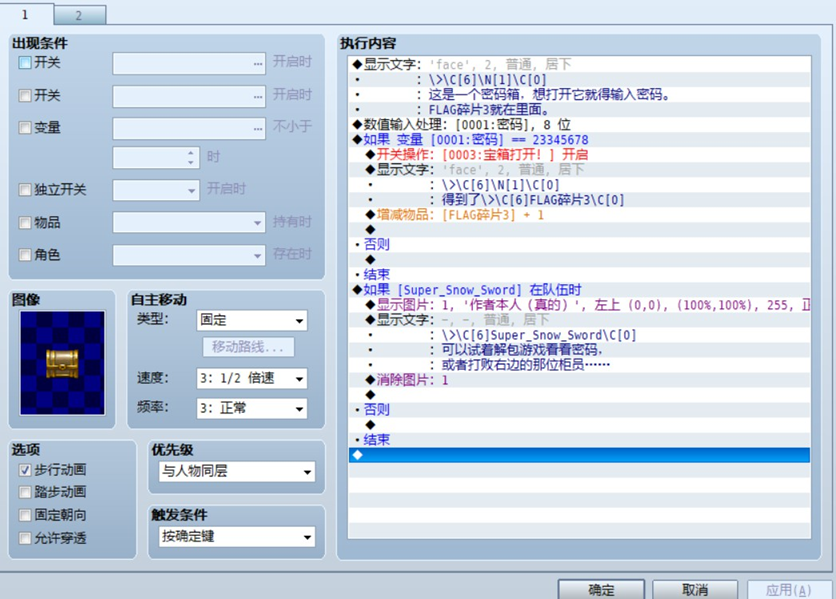 1
2
出现条件
开关
... 开启时
开关
... 开启时
变量
... 不小于
时
独立开关
开启时
物品
持有时
角色
存在时
图像
自主移动
类型:
固定
移动路线...
速度:
3: 1/2 倍速
频率:
3: 正常
选项
步行动画
踏步动画
固定朝向
允许穿透
优先级
与人物同层
触发条件
按确定键
执行内容
◆显示文字: 'face', 2, 普通, 居下
• : \>\C[6]\N[1]\C[0]
• : 这是一个密码箱，想打开它就得输入密码。
• : FLAG碎片3就在里面。
◆数值输入处理: [0001:密码], 8 位
◆如果 变量 [0001:密码] == 23345678
◆开关操作: [0003:宝箱打开！] 开启
◆显示文字: 'face', 2, 普通, 居下
• : \>\C[6]\N[1]\C[0]
• : 得到了\>\C[6]FLAG碎片3\C[0]
◆增减物品: [FLAG碎片3] + 1
◆
• 否则
◆
• 结束
◆如果 [Super_Snow_Sword] 在队伍时
◆显示图片: 1, '作者本人（真的）', 左上 (0,0), (100%,100%), 255, 正
◆显示文字: -, -, 普通, 居下
• : \>\C[6]Super_Snow_Sword\C[0]
• : 可以试着解包游戏看看密码，
• : 或者打败右边的那位柜员……
◆消除图片: 1
◆
• 否则
◆
• 结束
◆
确定
取消
应用(A)